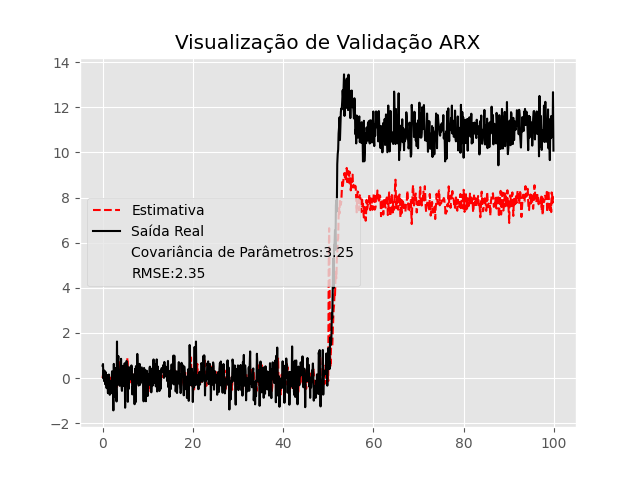 Visualização de Validação ARX
14
12
10
8
6
4
2
0
−2
Estimativa
Saída Real
Covariância de Parâmetros:3.25
RMSE:2.35
0 20 40 60 80 100